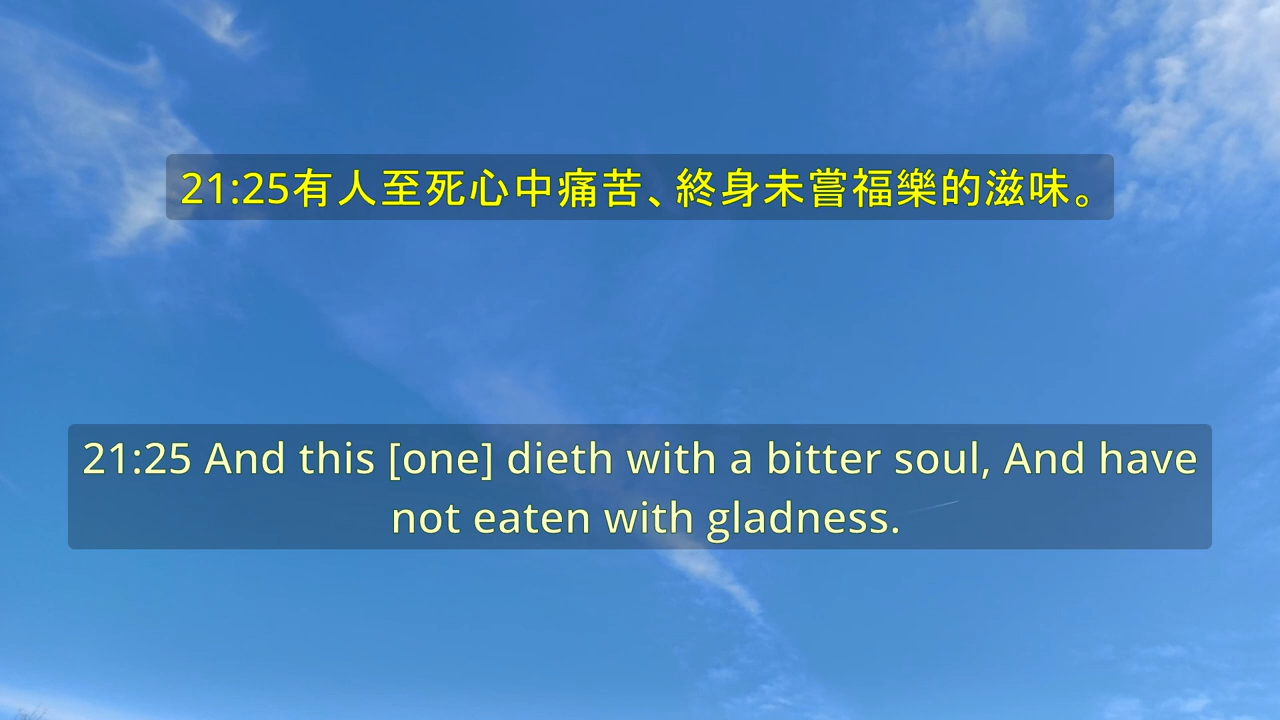 21:25有人至死心中痛苦、終身未嘗福樂的滋味。
21:25 And this [one] dieth with a bitter soul, And have
not eaten with gladness.